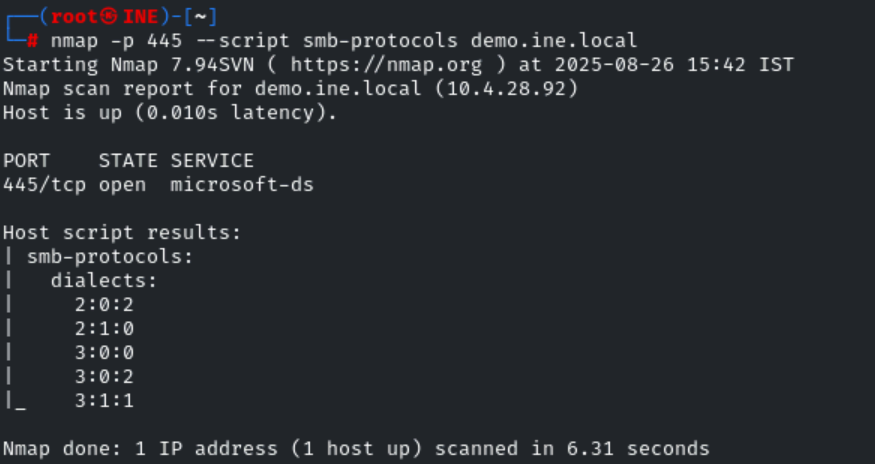 ┌──(root㉿INE)-[~]
└─# nmap -p 445 --script smb-protocols demo.ine.local
Starting Nmap 7.94SVN ( https://nmap.org ) at 2025-08-26 15:42 IST
Nmap scan report for demo.ine.local (10.4.28.92)
Host is up (0.010s latency).

PORT    STATE SERVICE
445/tcp open  microsoft-ds

Host script results:
| smb-protocols:
|   dialects:
|     2:0:2
|     2:1:0
|     3:0:0
|     3:0:2
|_    3:1:1

Nmap done: 1 IP address (1 host up) scanned in 6.31 seconds